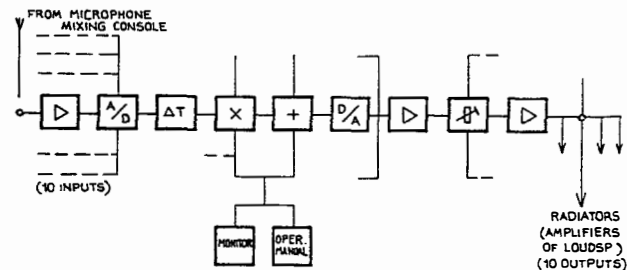 FROM MICROPHONE
MIXING CONSOLE
A/D
ΔT
×
+
D/A
(10 INPUTS)
MONITOR
OPER.
MANUAL
RADIATORS
(AMPLIFIERS
OF LOUDSP)
(10 OUTPUTS)